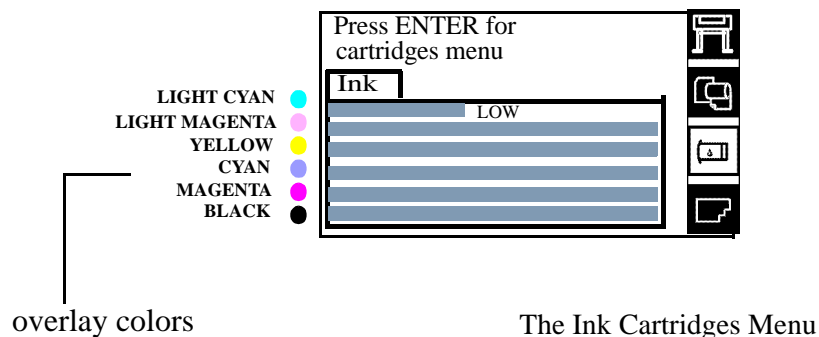 Press ENTER for
cartridges menu
Ink
LIGHT CYAN
LOW
LIGHT MAGENTA
YELLOW
CYAN
MAGENTA
BLACK
overlay colors
The Ink Cartridges Menu